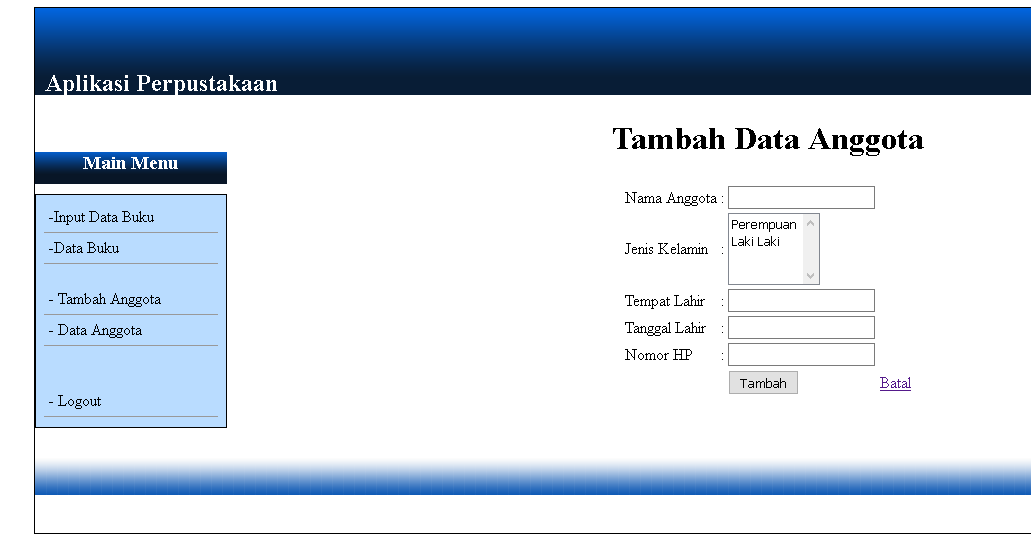 Aplikasi Perpustakaan
Main Menu
-Input Data Buku
-Data Buku
- Tambah Anggota
- Data Anggota
- Logout
Tambah Data Anggota
Nama Anggota :
Jenis Kelamin :
Perempuan
Laki Laki
Tempat Lahir :
Tanggal Lahir :
Nomor HP :
Tambah
Batal